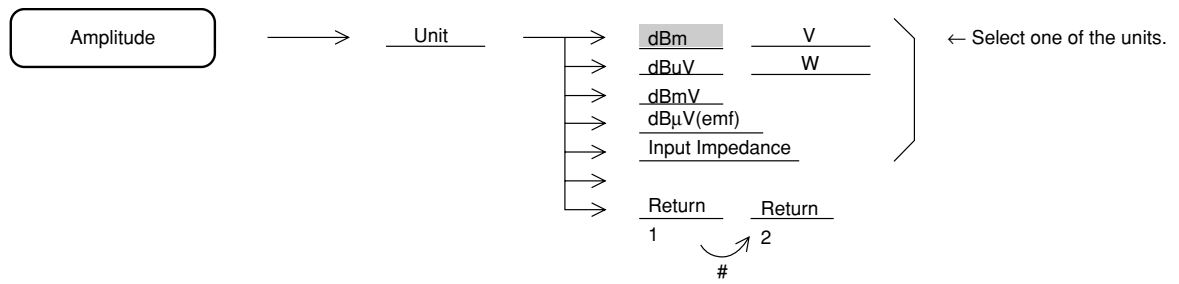 Amplitude Unit dBm V ← Select one of the units.
dBuV W
dBmV
dBμV(emf)
Input Impedance
Return Return
1 2
#